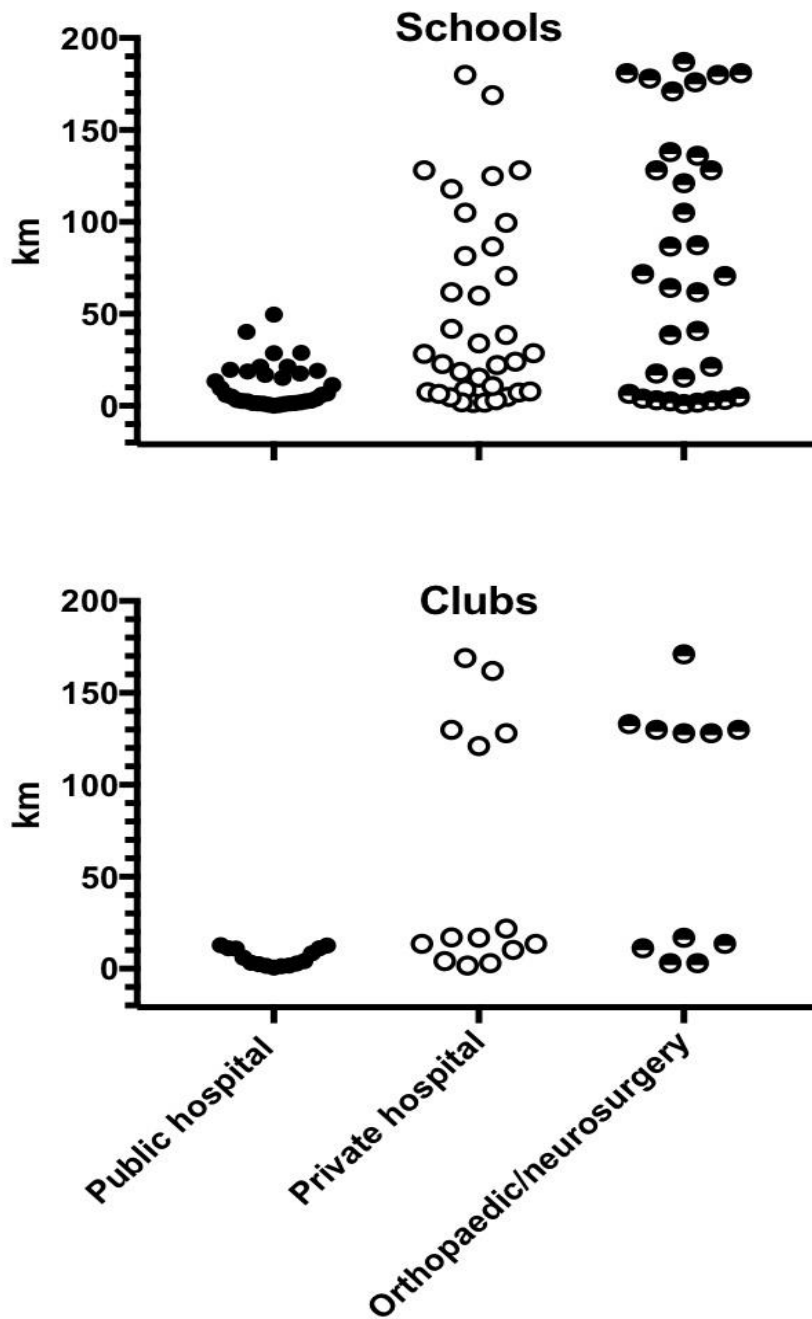 Schools
200
150
100
50
0
km
Clubs
200
150
100
50
0
km
Public hospital
Private hospital
Orthopaedic/neurosurgery